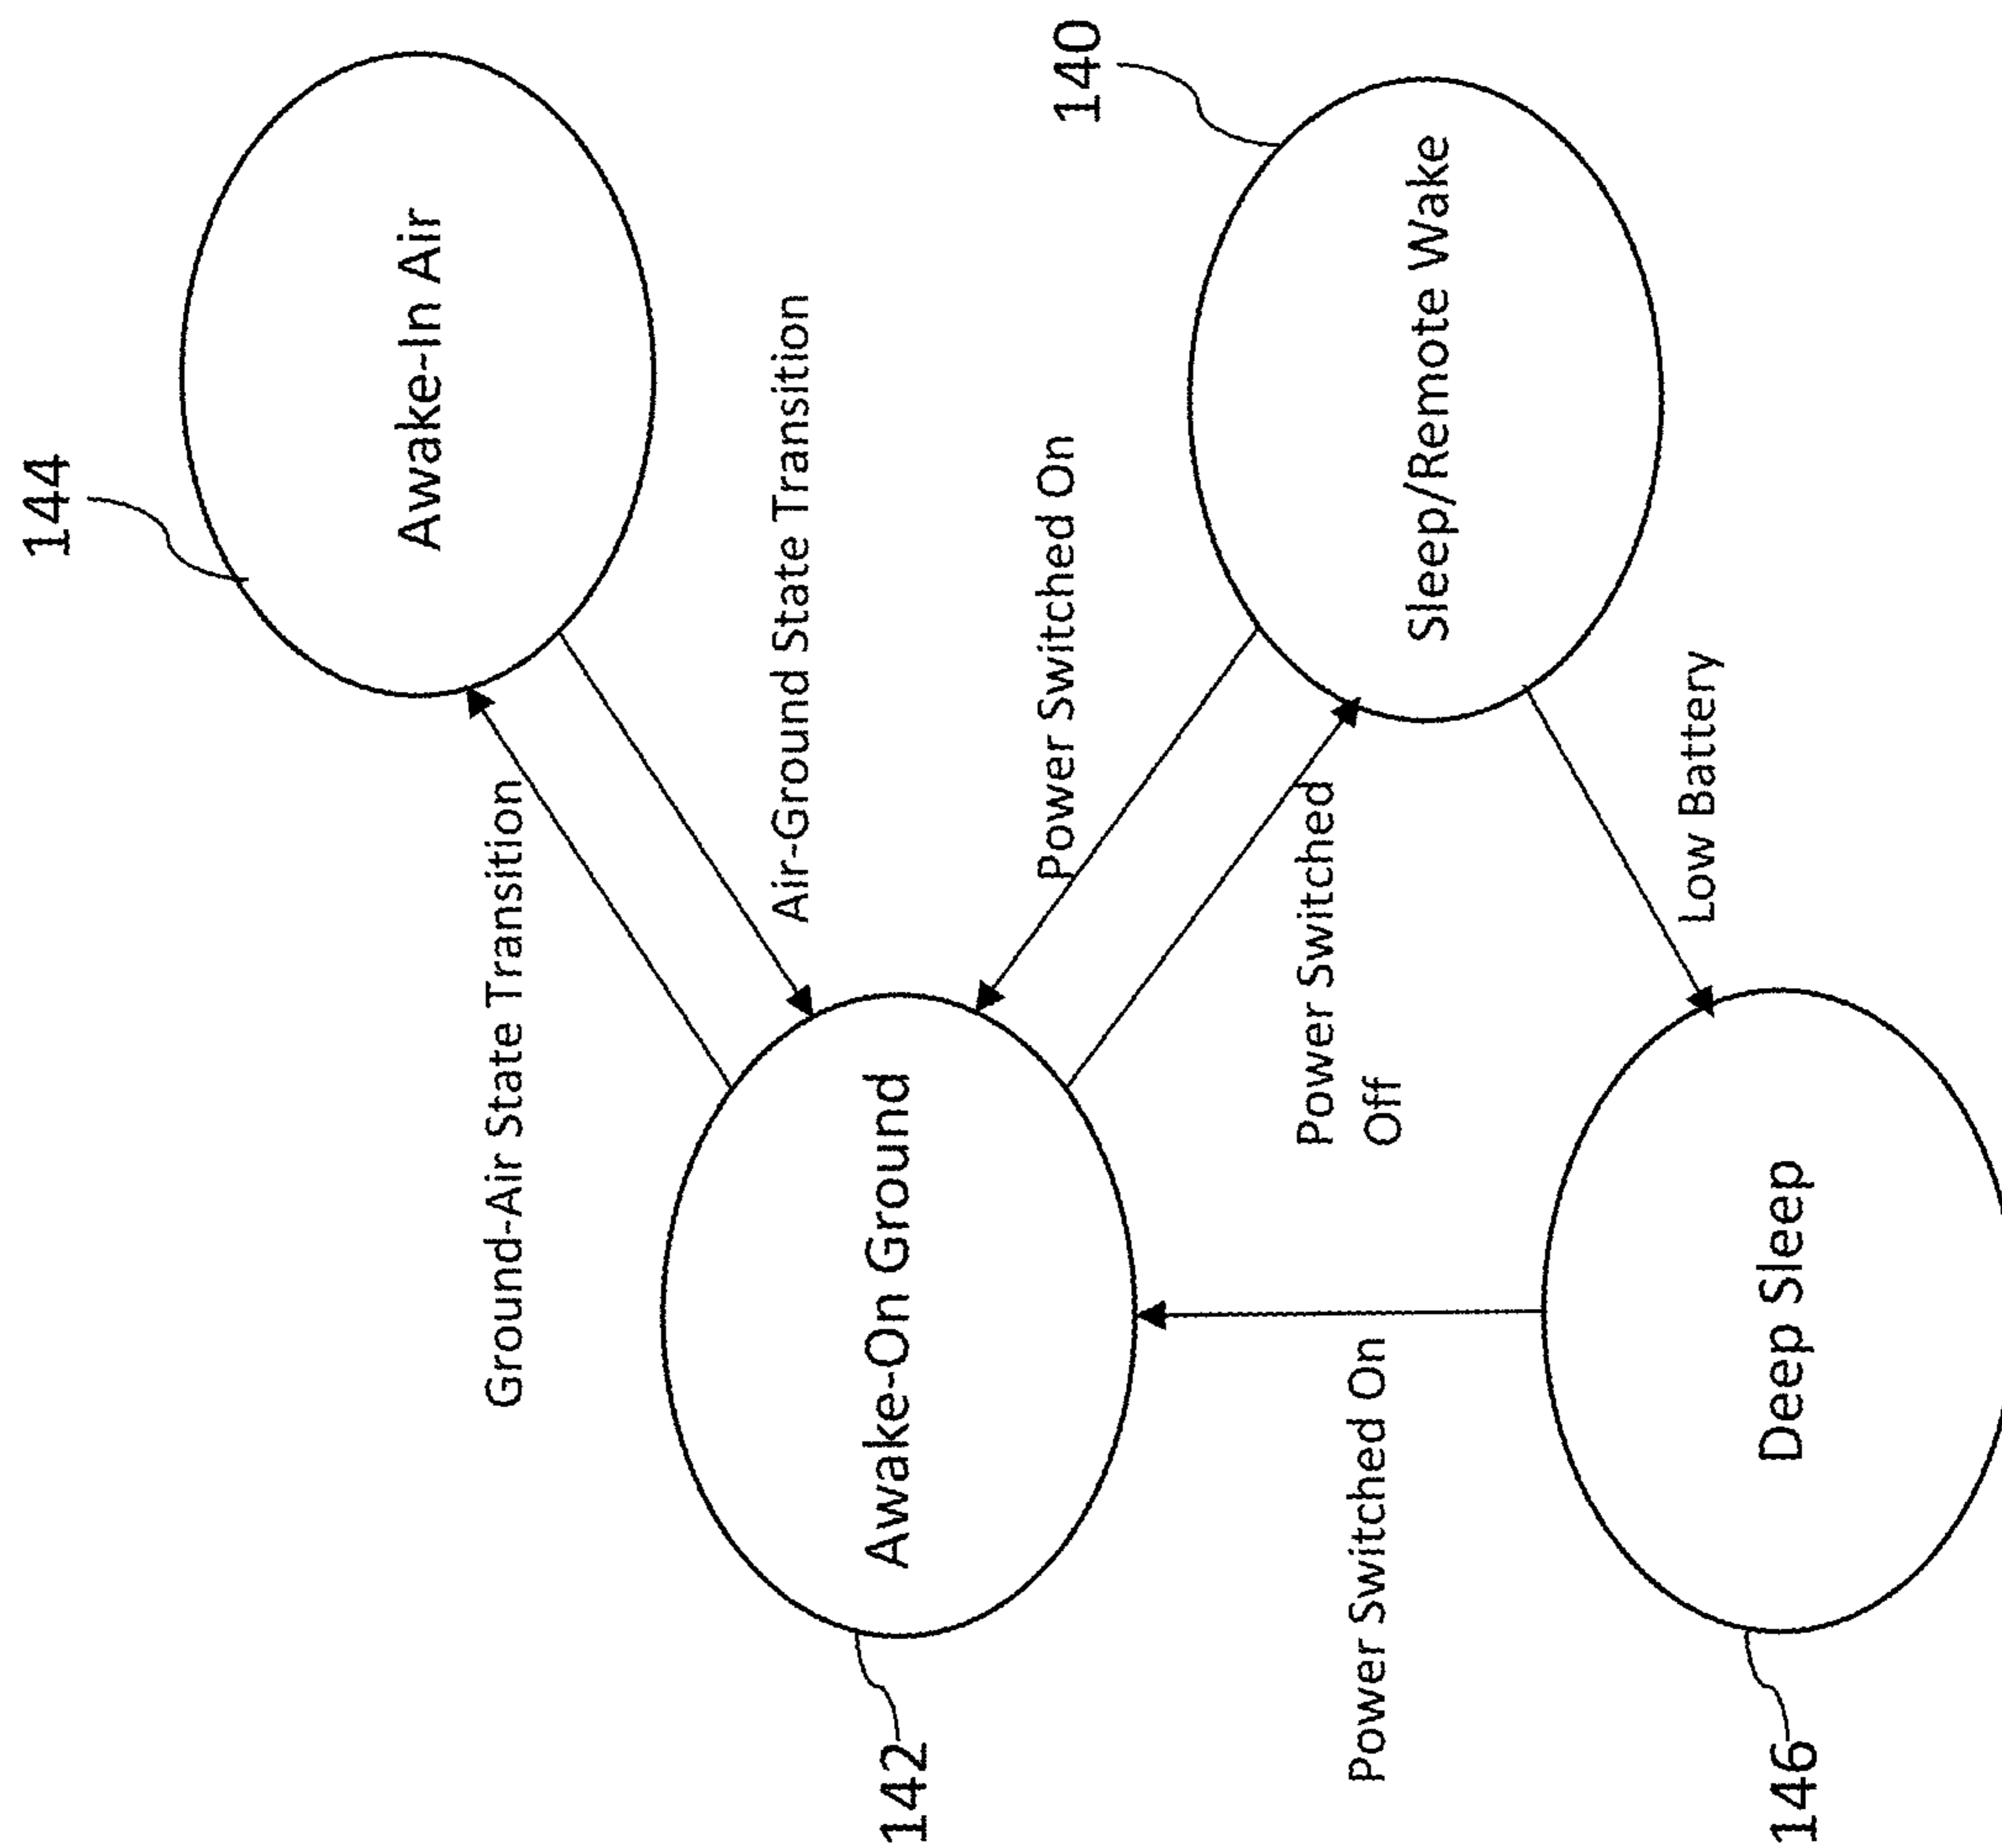 144
Awake-In Air
Ground-Air State Transition
Air-Ground State Transition
142
Awake-On Ground
Power Switched On
140
Power Switched
Off
Sleep/Remote Wake
Power Switched On
Low Battery
146
Deep Sleep